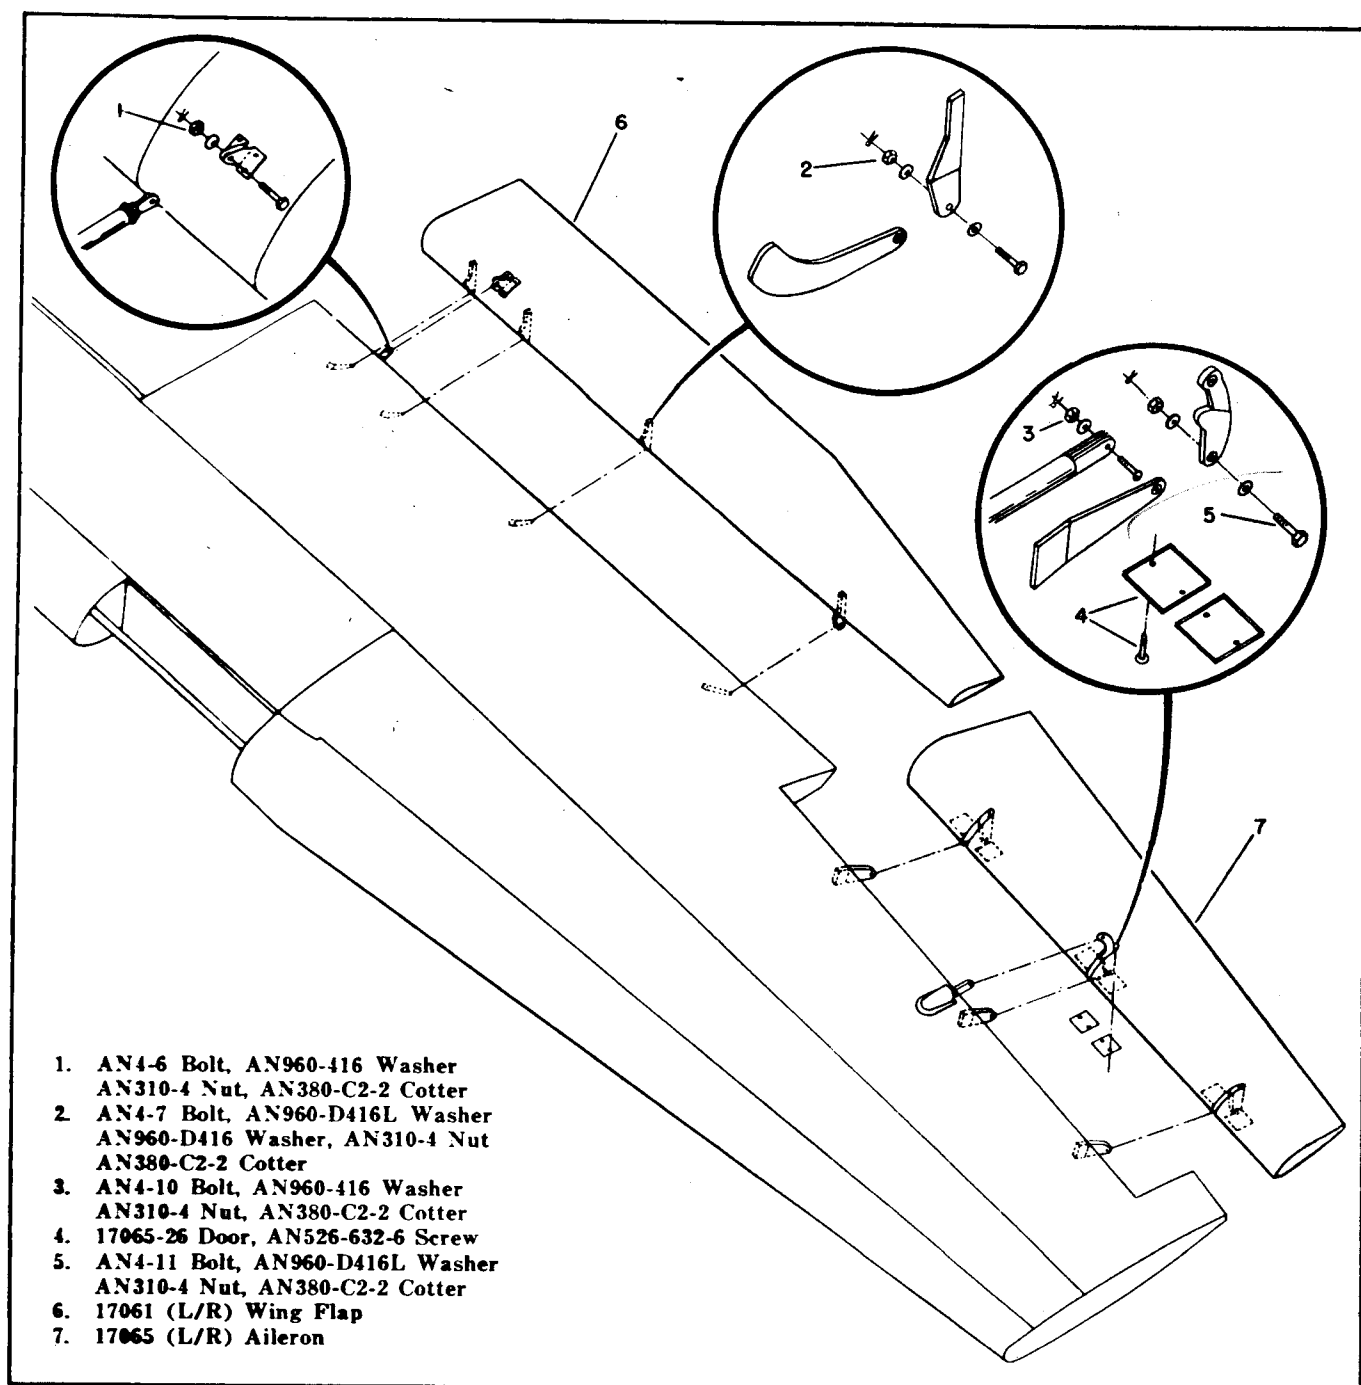 1
6
2
3
5
4
7
1. AN4-6 Bolt, AN960-416 Washer
AN310-4 Nut, AN380-C2-2 Cotter
2. AN4-7 Bolt, AN960-D416L Washer
AN960-D416 Washer, AN310-4 Nut
AN380-C2-2 Cotter
3. AN4-10 Bolt, AN960-416 Washer
AN310-4 Nut, AN380-C2-2 Cotter
4. 17065-26 Door, AN526-632-6 Screw
5. AN4-11 Bolt, AN960-D416L Washer
AN310-4 Nut, AN380-C2-2 Cotter
6. 17061 (L/R) Wing Flap
7. 17065 (L/R) Aileron